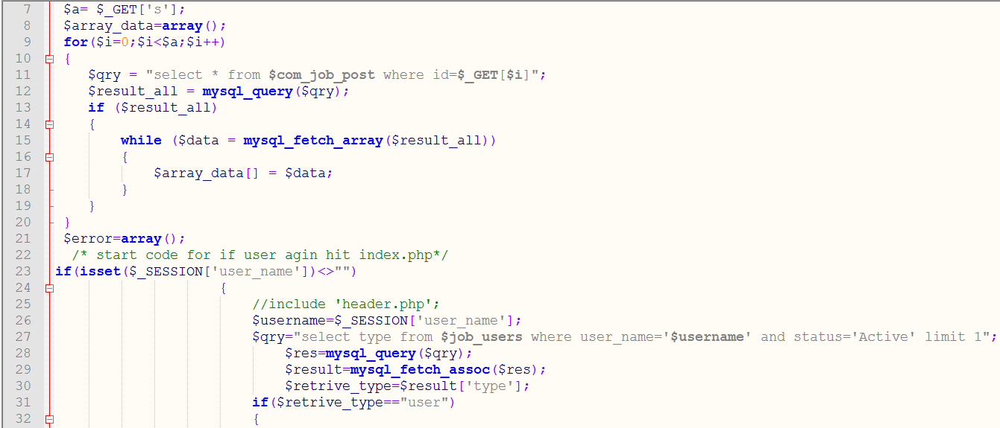 7 $a= $_GET['s'];
8 $array_data=array();
9 for($i=0;$i<$a;$i++)
10 {
11 $qry = "select * from $com_job_post where id=$_GET[$i]";
12 $result_all = mysql_query($qry);
13 if ($result_all)
14 {
15 while ($data = mysql_fetch_array($result_all))
16 {
17 $array_data[] = $data;
18 }
19 }
20 }
21 $error=array();
22 /* start code for if user agin hit index.php*/
23 if(isset($_SESSION['user_name'])<>"")
24 {
25 //include 'header.php';
26 $username=$_SESSION['user_name'];
27 $qry="select type from $job_users where user_name='$username' and status='Active' limit 1";
28 $res=mysql_query($qry);
29 $result=mysql_fetch_assoc($res);
30 $retrive_type=$result['type'];
31 if($retrive_type=="user")
32 {